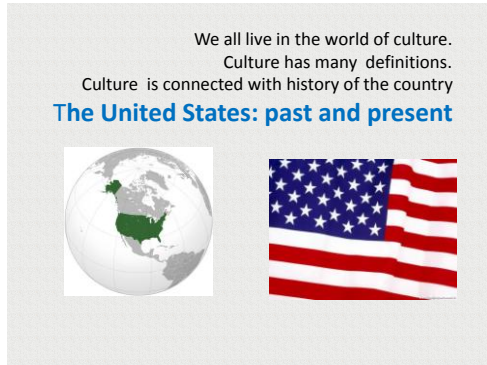 We all live in the world of culture.
Culture has many definitions.
Culture is connected with history of the country
The United States: past and present